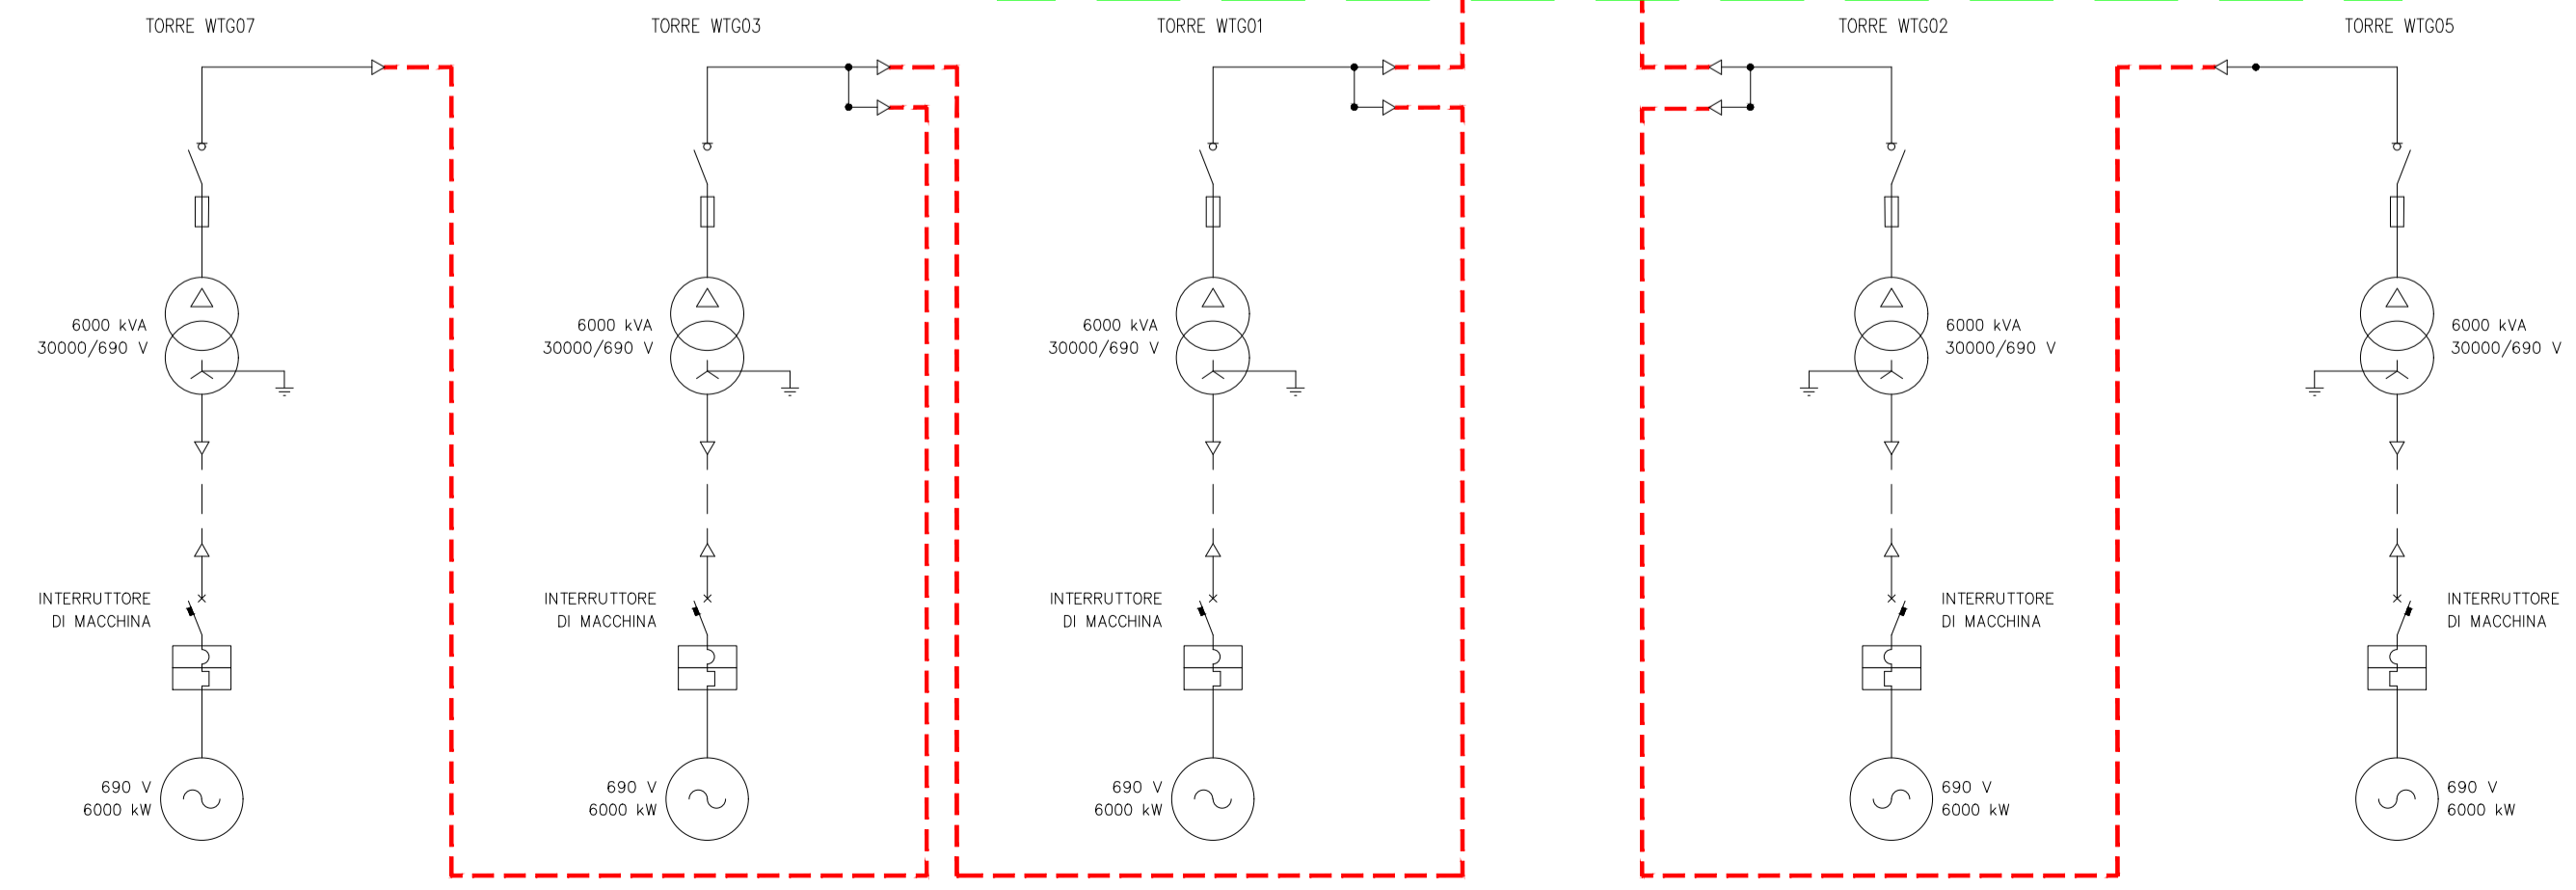 TORRE WTG07
TORRE WTG03
TORRE WTG01
TORRE WTG02
TORRE WTG05
6000 kVA
30000/690 V
6000 kVA
30000/690 V
6000 kVA
30000/690 V
6000 kVA
30000/690 V
6000 kVA
30000/690 V
INTERRUTTORE
DI MACCHINA
INTERRUTTORE
DI MACCHINA
INTERRUTTORE
DI MACCHINA
INTERRUTTORE
DI MACCHINA
INTERRUTTORE
DI MACCHINA
690 V
6000 kW
690 V
6000 kW
690 V
6000 kW
690 V
6000 kW
690 V
6000 kW